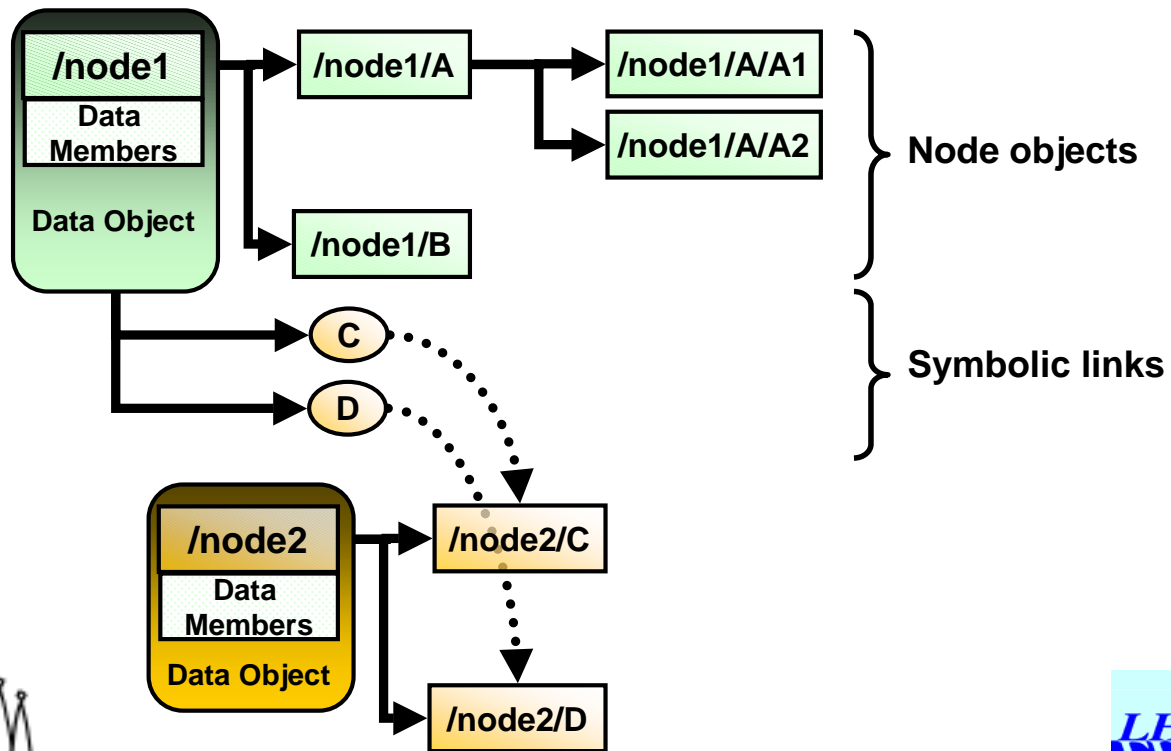 /node1
Data
Members
Data Object
/node1/A
/node1/A/A1
/node1/A/A2
/node1/B
Node objects
C
D
Symbolic links
/node2
Data
Members
Data Object
/node2/C
/node2/D